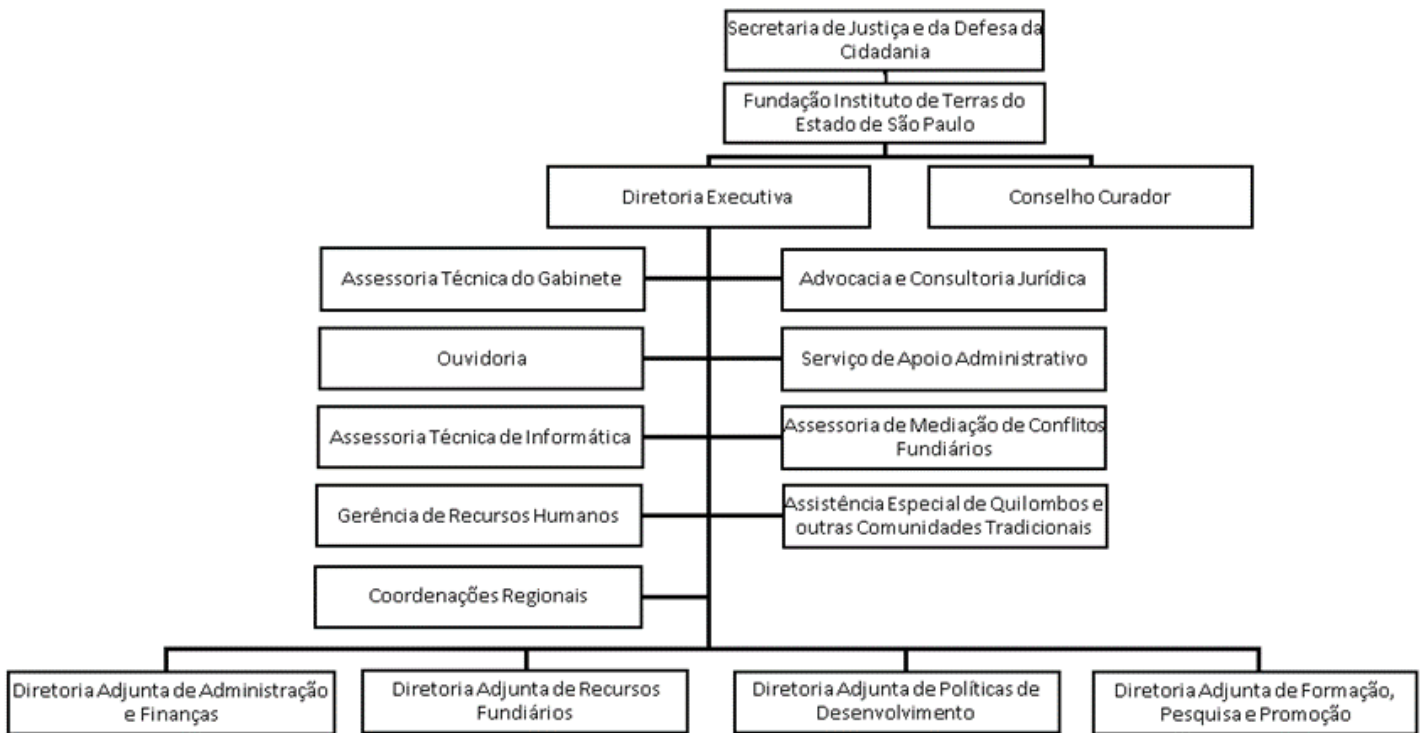 Secretaria de Justiça e da Defesa da
Cidadania
Fundação Instituto de Terras do
Estado de São Paulo
Diretoria Executiva
Conselho Curador
Assessoria Técnica do Gabinete
Advocacia e Consultoria Jurídica
Ouvidoria
Serviço de Apoio Administrativo
Assessoria Técnica de Informática
Assessoria de Mediação de Conflitos
Fundiários
Gerência de Recursos Humanos
Assistência Especial de Quilombos e
outras Comunidades Tradicionais
Coordenações Regionais
Diretoria Adjunta de Administração
e Finanças
Diretoria Adjunta de Recursos
Fundiários
Diretoria Adjunta de Políticas de
Desenvolvimento
Diretoria Adjunta de Formação,
Pesquisa e Promoção